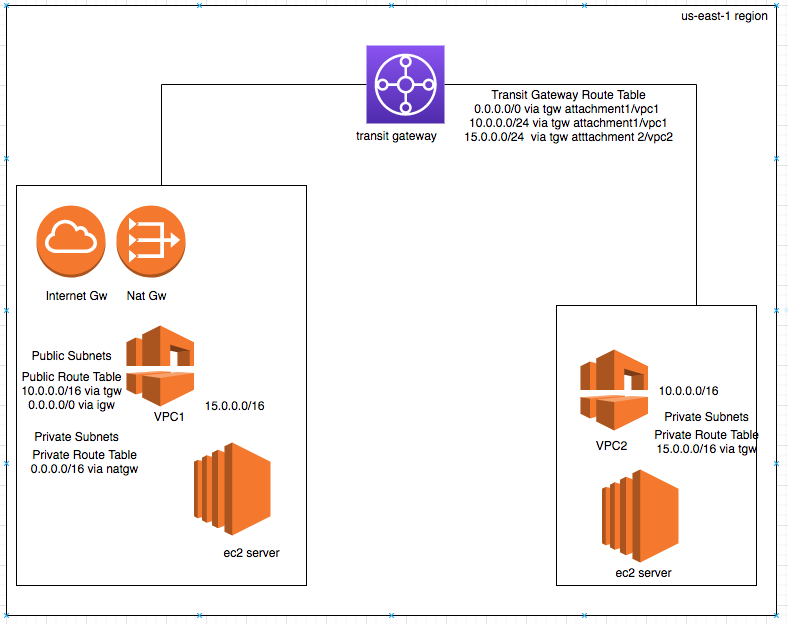 us-east-1 region
Transit Gateway Route Table
0.0.0.0/0 via tgw attachment1/vpc1
10.0.0.0/24 via tgw attachment1/vpc1
15.0.0.0/24 via tgw atttachment 2/vpc2
transit gateway
Internet Gw
Nat Gw
Public Subnets
Public Route Table
10.0.0.0/16 via tgw
0.0.0.0/0 via igw
VPC1
15.0.0.0/16
Private Subnets
Private Route Table
0.0.0.0/16 via natgw
ec2 server
10.0.0.0/16
Private Subnets
Private Route Table
15.0.0.0/16 via tgw
VPC2
ec2 server